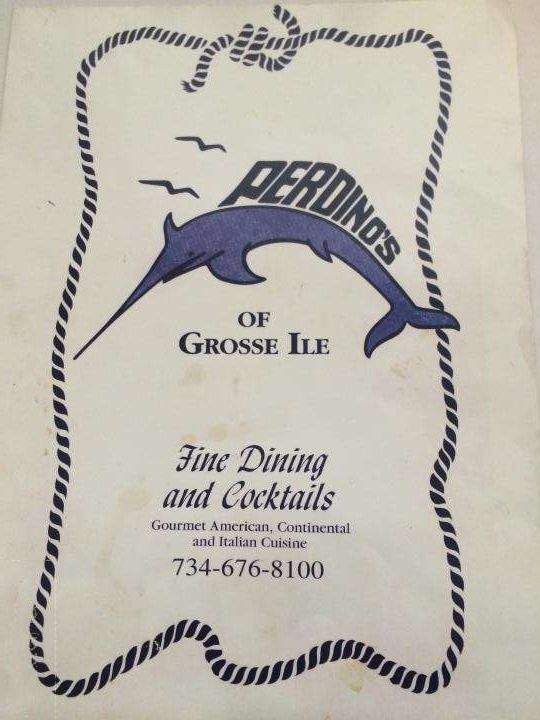 PERDINO'S
OF
GROSSE ILE
Fine Dining
and Cocktails
Gourmet American, Continental
and Italian Cuisine
734-676-8100